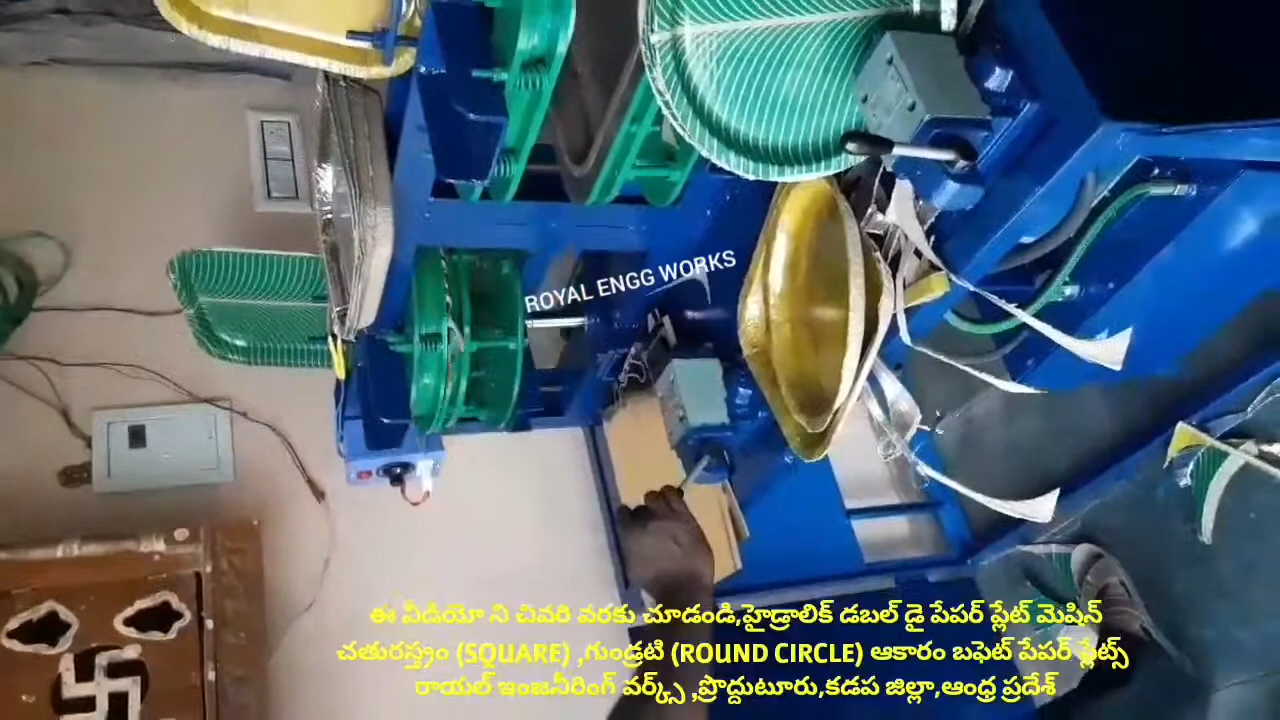 ROYAL ENGG WORKS
ఈ వీడియో ని చివరి వరకు చూడండి,హైడ్రాలిక్ డబల్ డై పేపర్ ప్లేట్ మెషిన్
చతురస్త్రం (SQUARE) ,గుండ్రటి (ROUND CIRCLE) ఆకారం బఫెట్ పేపర్ ప్లేట్స్
రాయల్ ఇంజనీరింగ్ వర్క్స్ ,ప్రొద్దుటూరు,కడప జిల్లా,ఆంధ్ర ప్రదేశ్